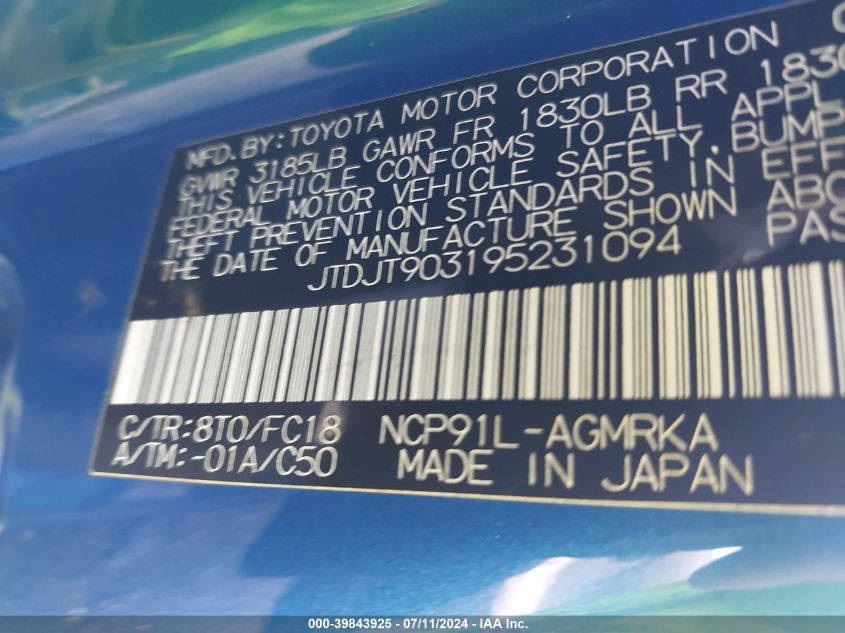 MFD.BY: TOYOTA MOTOR CORPORATION
GVWR 3185LB GAWR FR 1830LB RR 1830
THIS VEHICLE CONFORMS TO ALL APPL
FEDERAL MOTOR VEHICLE SAFETY, BUMP
THEFT PREVENTION STANDARDS IN EFF
THE DATE OF MANUFACTURE SHOWN ABO
JTDJT903195231094 PAS
C/TR:8T0/FC18 NCP91L-AGMRKA
A/TM:-01A/C50 MADE IN JAPAN
000-39843925 - 07/11/2024 - IAA Inc.